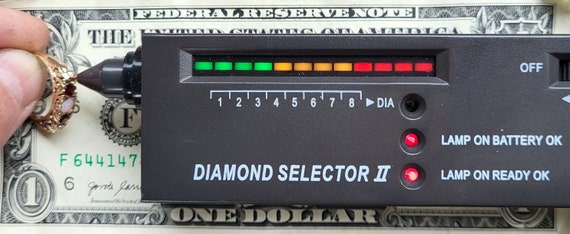 FEDERAL RESERVE NOTE
THE
OFF
1 2 3 4 5 6 7 8 ▶DIA
LAMP ON BATTERY OK
F 6441478
DIAMOND SELECTOR II
LAMP ON READY OK
6
1
ONE DOLLAR